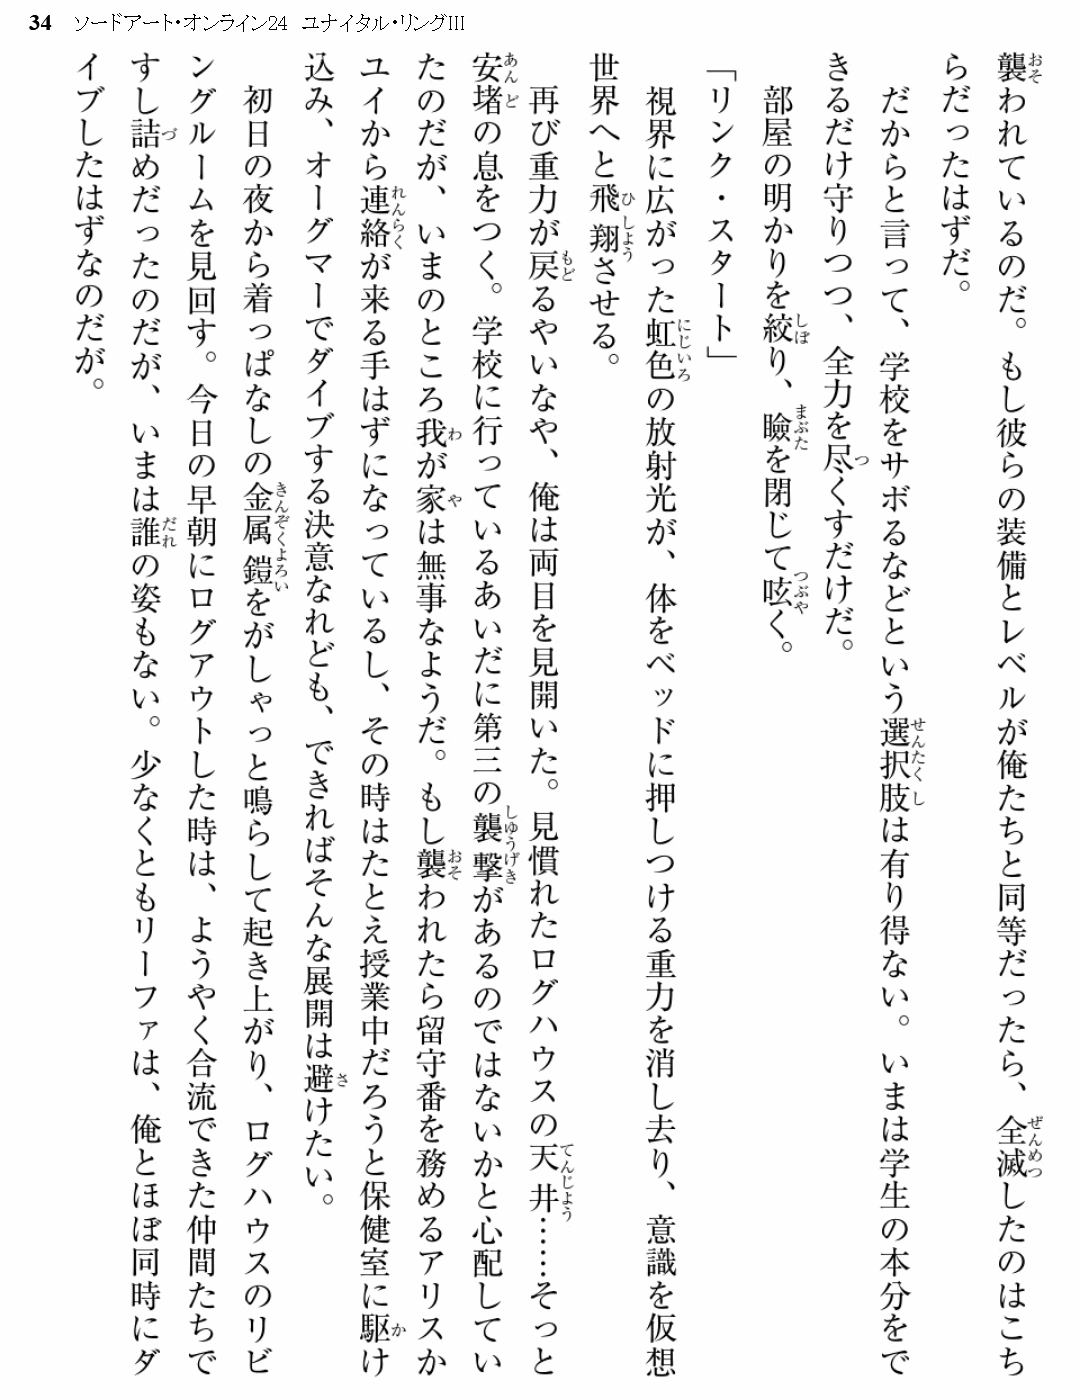 34 ソードアート・オンライン24 ユナイタル・リングIII
襲われているのだ。もし彼らの装備とレベルが俺たちと同等だったら、全滅したのはこち
らだったはずだ。
だからと言って、学校をサボるなどという選択肢は有り得ない。いまは学生の本分をで
きるだけ守りつつ、全力を尽くすだけだ。
部屋の明かりを絞り、瞼を閉じて呟く。
「リンク・スタート」
視界に広がった虹色の放射光が、体をベッドに押しつける重力を消し去り、意識を仮想
世界へと飛翔させる。
再び重力が戻るやいなや、俺は両目を見開いた。見慣れたログハウスの天井……そっと
安堵の息をつく。学校に行っているあいだに第三の襲撃があるのではないかと心配してい
たのだが、いまのところ我が家は無事なようだ。もし襲われたら留守番を務めるアリスか
ユイから連絡が来る手はずになっているし、その時はたとえ授業中だろうと保健室に駆け
込み、オーグマーでダイブする決意なれども、できればそんな展開は避けたい。
初日の夜から着っぱなしの金属鎧をがしゃっと鳴らして起き上がり、ログハウスのリビ
ングルームを見回す。今日の早朝にログアウトした時は、ようやく合流できた仲間たちで
すし詰めだったのだが、いまは誰の姿もない。少なくともリーファは、俺とほぼ同時にダ
イブしたはずなのだが。